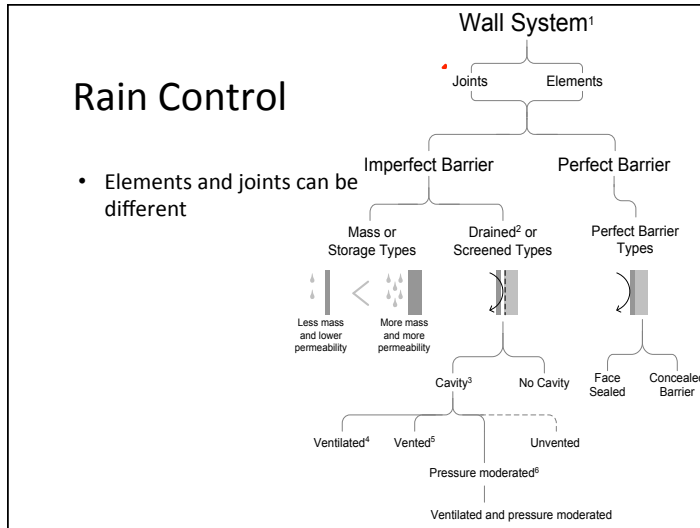 Wall System¹
Joints Elements
Rain Control
• Elements and joints can be
different
Imperfect Barrier Perfect Barrier
Mass or
Storage Types
Drained² or
Screened Types
Perfect Barrier
Types
<
Less mass
and lower
permeability
More mass
and more
permeability
Cavity³ No Cavity
Face
Sealed
Concealed
Barrier
Ventilated⁴ Vented⁵ Unvented
Pressure moderated⁶
Ventilated and pressure moderated